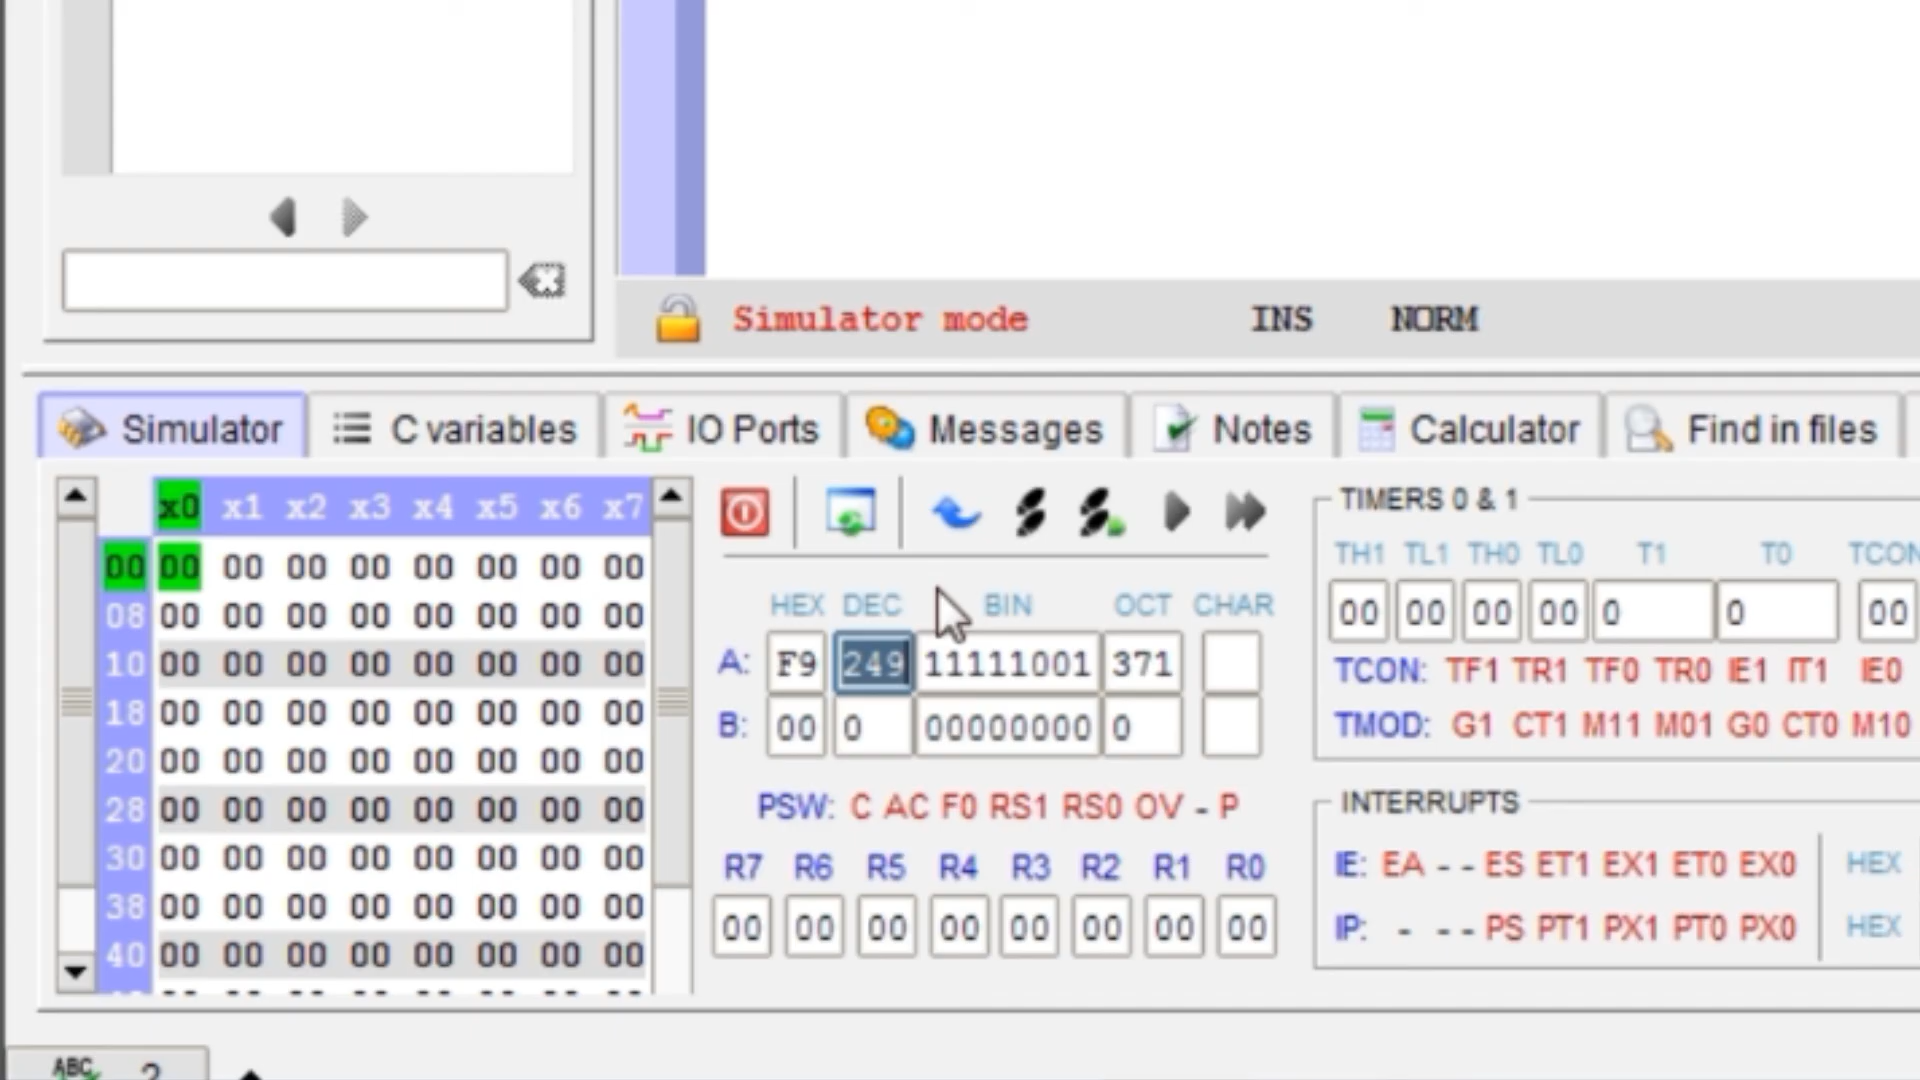 Simulator mode INS NORM
Simulator C variables IO Ports Messages Notes Calculator Find in files
x0 x1 x2 x3 x4 x5 x6 x7
00 00 00 00 00 00 00 00 00
08 00 00 00 00 00 00 00 00
10 00 00 00 00 00 00 00 00
18 00 00 00 00 00 00 00 00
20 00 00 00 00 00 00 00 00
28 00 00 00 00 00 00 00 00
30 00 00 00 00 00 00 00 00
38 00 00 00 00 00 00 00 00
40 00 00 00 00 00 00 00 00
HEX DEC BIN OCT CHAR
A: F9 249 11111001 371
B: 00 0 00000000 0
PSW: C AC F0 RS1 RS0 OV - P
R7 R6 R5 R4 R3 R2 R1 R0
00 00 00 00 00 00 00 00
TIMERS 0 & 1
TH1 TL1 TH0 TL0 T1 T0 TCON
00 00 00 00 0 0 00
TCON: TF1 TR1 TF0 TR0 IE1 IT1 IE0
TMOD: G1 CT1 M11 M01 G0 CT0 M10
INTERRUPTS
IE: EA - - ES ET1 EX1 ET0 EX0 HEX
IP: - - - PS PT1 PX1 PT0 PX0 HEX
ABC